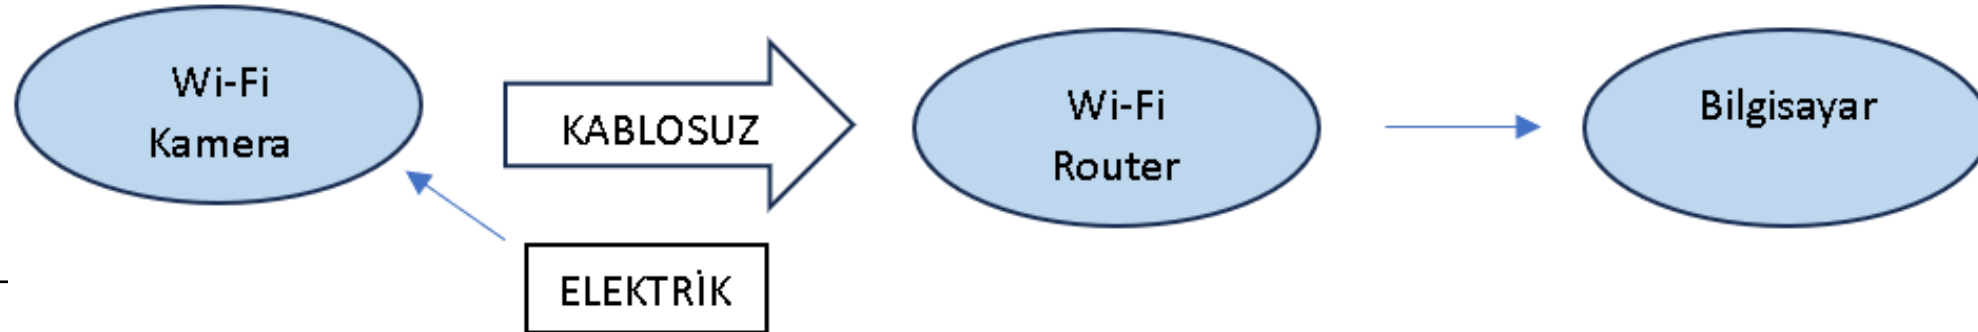 Wi-Fi
Kamera
KABLOSUZ
Wi-Fi
Router
Bilgisayar
ELEKTRİK